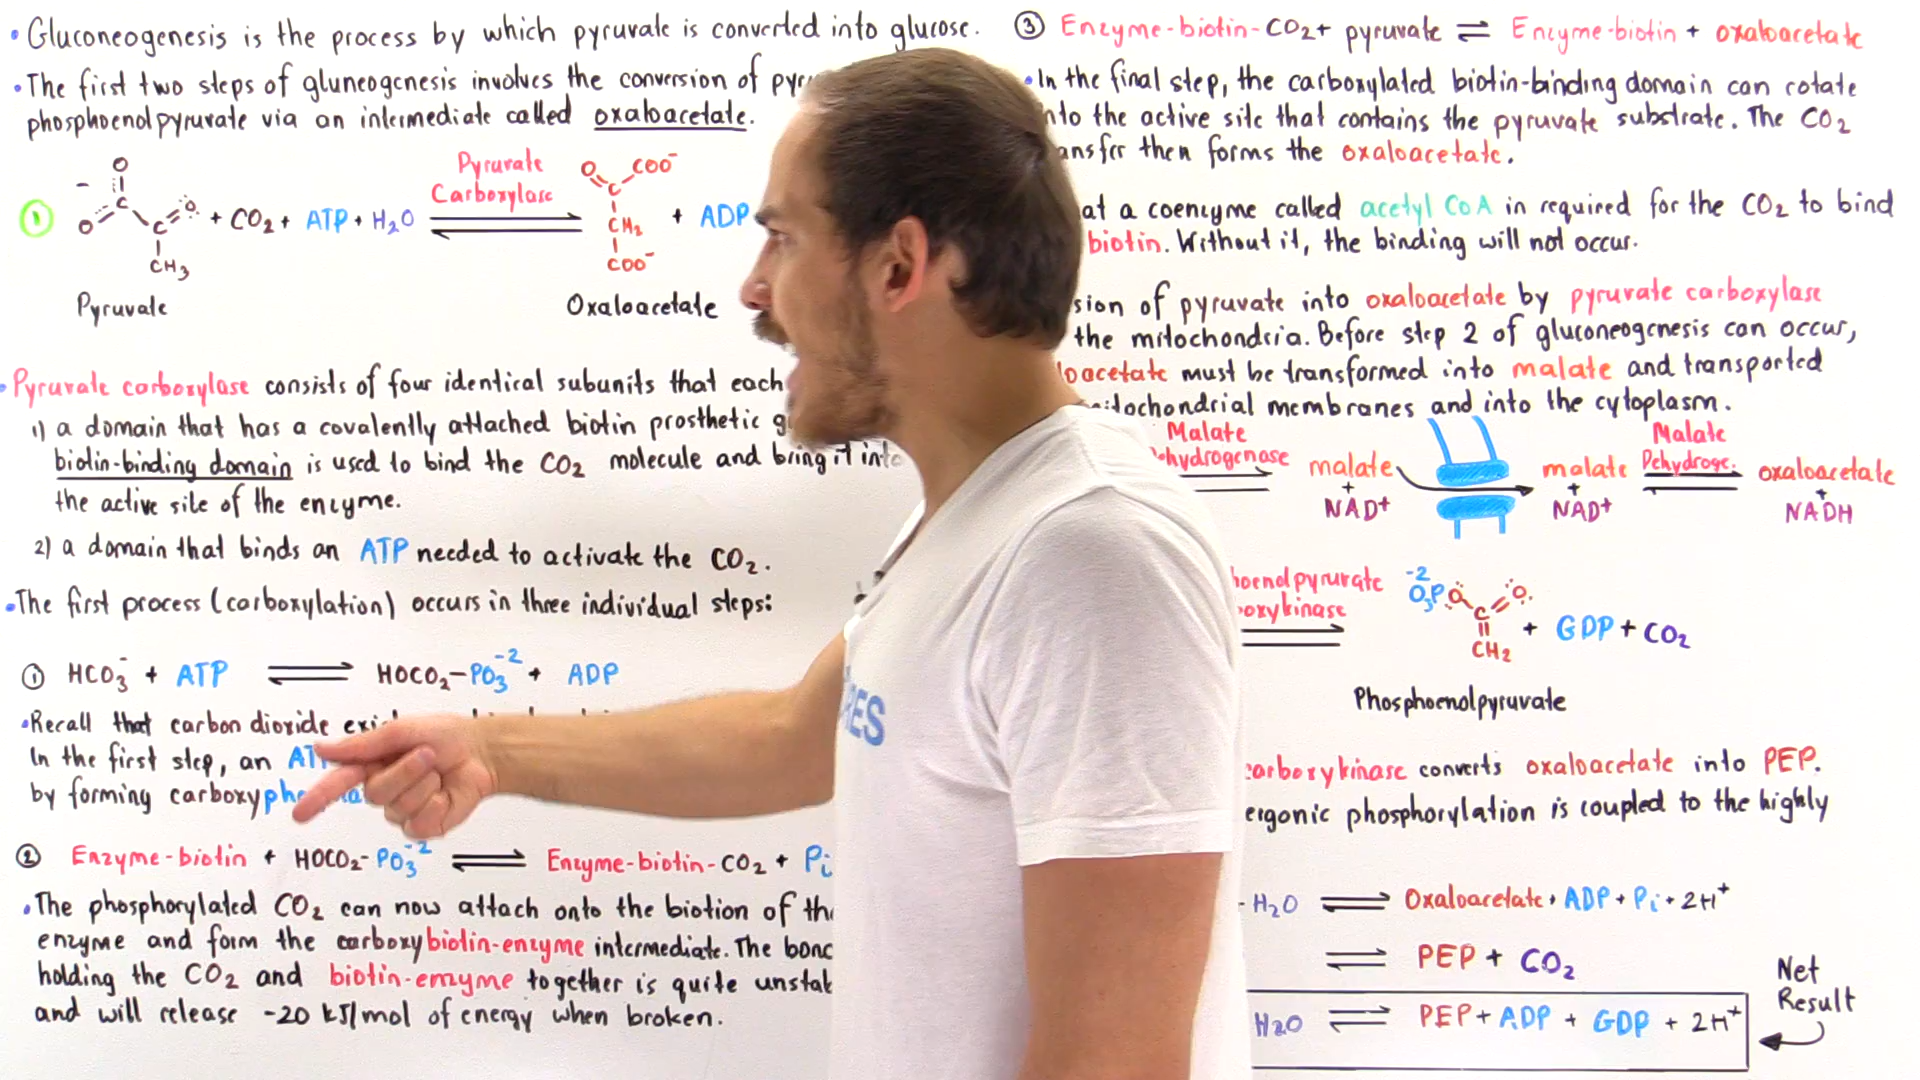 • Gluconeogenesis is the process by which pyruvate is converted into glucose.
• The first two steps of gluneogenesis involves the conversion of
phosphoenolpyruvate via an intermediate called oxaloacetate.
① + CO2 + ATP + H2O Pyruvate Carboxylase ⇌ + ADP
O
− C O
O C
CH3
O COO⁻
C
CH2
COO⁻
Pyruvate Oxaloacetate
• Pyruvate carboxylase consists of four identical subunits that each
1) a domain that has a covalently attached biotin prosthetic
biotin-binding domain is used to bind the CO2 molecule and bring it into
the active site of the enzyme.
2) a domain that binds an ATP needed to activate the CO2.
• The first process (carboxylation) occurs in three individual steps:
① HCO3⁻ + ATP ⇌ HOCO2-PO3⁻² + ADP
• Recall that carbon dioxide
In the first step, an
by forming
② Enzyme-biotin + HOCO2-PO3⁻² ⇌ Enzyme-biotin-CO2 + Pi
• The phosphorylated CO2 can now attach onto the biotion of
enzyme and form the carboxybiotin-enzyme intermediate. The
holding the CO2 and biotin-emzyme together is quite
and will release -20 kJ/mol of energy when broken.
③ Enzyme-biotin-CO2 + pyruvate ⇌ Enzyme-biotin + oxaloacetate
• In the final step, the carboxylated biotin-binding domain can rotate
the active site that contains the pyruvate substrate. The CO2
then forms the oxaloacetate.
at a coenzyme called acetyl CoA in required for the CO2 to bind
biotin. Without it, the binding will not occur.
of pyruvate into oxaloacetate by pyruvate carboxylase
the mitochondria. Before step 2 of gluconeogenesis can occur,
must be transformed into malate and transported
membranes and into the cytoplasm.
Malate
Malate
⇌ malate + NAD+ → malate + NAD+ Dehydroge. ⇌ oxaloacetate + NADH
⇌ + GDP + CO2
⁻²O3PO O
C
CH2
Phosphoenolpyruvate
converts oxaloacetate into PEP.
phosphorylation is coupled to the highly
H2O ⇌ Oxaloacetate + ADP + Pi + 2H+
⇌ PEP + CO2
H2O ⇌ PEP + ADP + GDP + 2H+
Net
Result